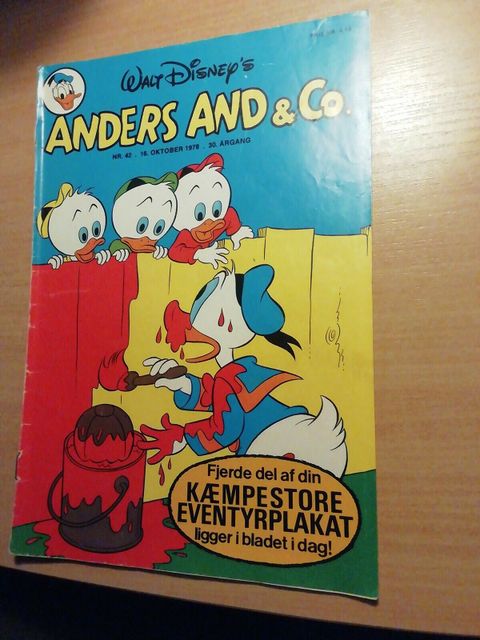 WALT DISNEY'S
ANDERS AND & Co.
NR. 42 . 16. OKTOBER 1978 . 30. ÅRGANG
Fjerde del af din
KÆMPESTORE
EVENTYRPLAKAT
ligger i bladet i dag!